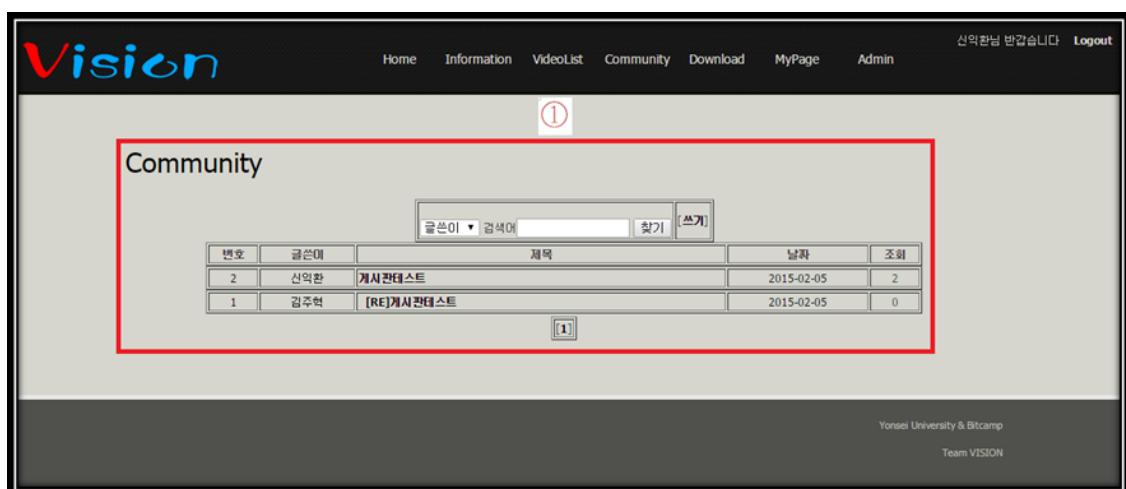 신익환님 반갑습니다 Logout
Vision
Home Information VideoList Community Download MyPage Admin
①
Community
글쓴이 ▼ 검색어 찾기 [쓰기]
번호 글쓴이 제목 날짜 조회
2 신익환 게시판테스트 2015-02-05 2
1 김주혁 [RE]게시판테스트 2015-02-05 0
[1]
Yonsei University & Bitcamp
Team VISION